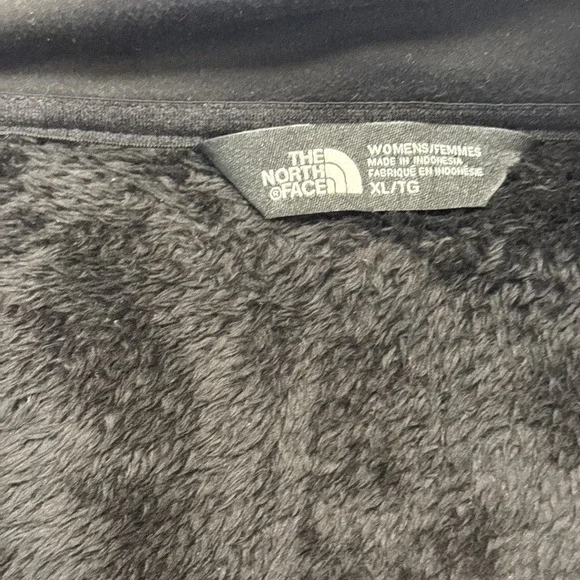 THE
NORTH
®FACE
WOMENS/FEMMES
MADE IN INDONESIA
FABRIQUÉ EN INDONÉSIE
XL/TG